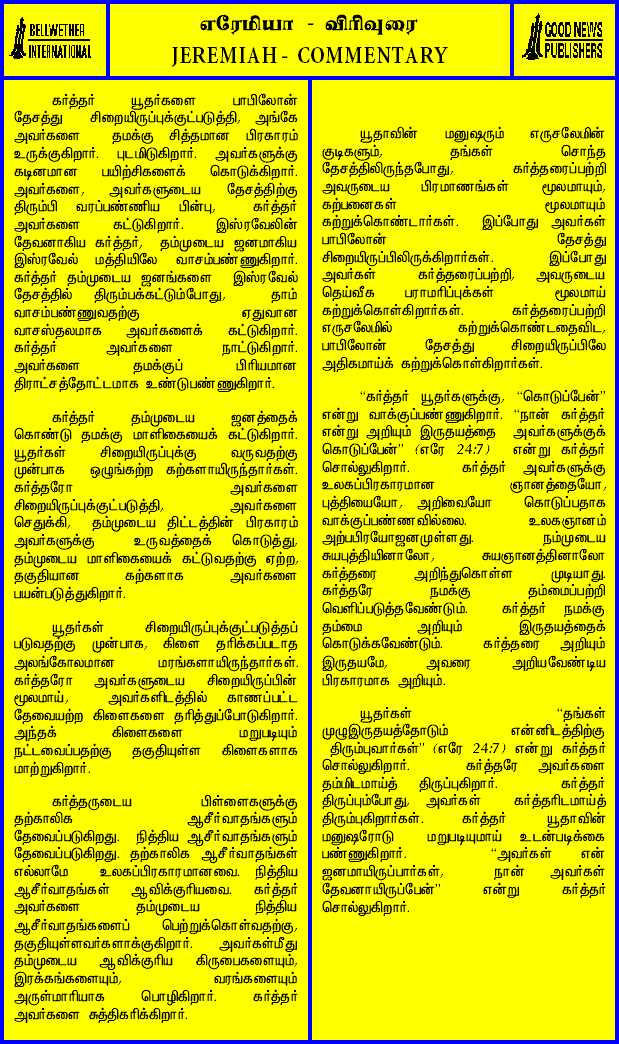 BELLWETHER
INTERNATIONAL
எரேமியா - விரிவுரை
JEREMIAH - COMMENTARY
GOOD NEWS
PUBLISHERS
கர்த்தர் யூதர்களை பாபிலோன்
தேசத்து சிறையிருப்புக்குட்படுத்தி, அங்கே
அவர்களை தமக்கு சித்தமான பிரகாரம்
உருக்குகிறார். புடமிடுகிறார். அவர்களுக்கு
கடினமான பயிற்சிகளைக் கொடுக்கிறார்.
அவர்களை, அவர்களுடைய தேசத்திற்கு
திரும்பி வரப்பண்ணிய பின்பு, கர்த்தர்
அவர்களை கட்டுகிறார். இஸ்ரவேலின்
தேவனாகிய கர்த்தர், தம்முடைய ஜனமாகிய
இஸ்ரவேல் மத்தியிலே வாசம்பண்ணுகிறார்.
கர்த்தர் தம்முடைய ஜனங்களை இஸ்ரவேல்
தேசத்தில் திரும்பக்கட்டும்போது, தாம்
வாசம்பண்ணுவதற்கு ஏதுவான
வாசஸ்தலமாக அவர்களைக் கட்டுகிறார்.
கர்த்தர் அவர்களை நாட்டுகிறார்.
அவர்களை தமக்குப் பிரியமான
திராட்சத்தோட்டமாக உண்டுபண்ணுகிறார்.
கர்த்தர் தம்முடைய ஜனத்தைக்
கொண்டு தமக்கு மாளிகையைக் கட்டுகிறார்.
யூதர்கள் சிறையிருப்புக்கு வருவதற்கு
முன்பாக ஒழுங்கற்ற கற்களாயிருந்தார்கள்.
கர்த்தரோ அவர்களை
சிறையிருப்புக்குட்படுத்தி, அவர்களை
செதுக்கி, தம்முடைய திட்டத்தின் பிரகாரம்
அவர்களுக்கு உருவத்தைக் கொடுத்து,
தம்முடைய மாளிகையைக் கட்டுவதற்கு ஏற்ற,
தகுதியான கற்களாக அவர்களை
பயன்படுத்துகிறார்.
யூதர்கள் சிறையிருப்புக்குட்படுத்தப்
படுவதற்கு முன்பாக, கிளை தரிக்கப்படாத
அலங்கோலமான மரங்களாயிருந்தார்கள்.
கர்த்தரோ அவர்களுடைய சிறையிருப்பின்
மூலமாய், அவர்களிடத்தில் காணப்பட்ட
தேவையற்ற கிளைகளை தரித்துப்போடுகிறார்.
அந்தக் கிளைகளை மறுபடியும்
நட்டவைப்பதற்கு தகுதியுள்ள கிளைகளாக
மாற்றுகிறார்.
கர்த்தருடைய பிள்ளைகளுக்கு
தற்காலிக ஆசீர்வாதங்களும்
தேவைப்படுகிறது. நித்திய ஆசீர்வாதங்களும்
தேவைப்படுகிறது. தற்காலிக ஆசீர்வாதங்கள்
எல்லாமே உலகப்பிரகாரமானவை. நித்திய
ஆசீர்வாதங்கள் ஆவிக்குரியவை. கர்த்தர்
அவர்களை தம்முடைய நித்திய
ஆசீர்வாதங்களைப் பெற்றுக்கொள்வதற்கு,
தகுதியுள்ளவர்களாக்குகிறார். அவர்கள்மீது
தம்முடைய ஆவிக்குரிய கிருபைகளையும்,
இரக்கங்களையும், வரங்களையும்
அருள்மாரியாக பொழிகிறார். கர்த்தர்
அவர்களை சுத்திகரிக்கிறார்.
யூதாவின் மனுஷரும் எருசலேமின்
குடிகளும், தங்கள் சொந்த
தேசத்திலிருந்தபோது, கர்த்தரைப்பற்றி
அவருடைய பிரமாணங்கள் மூலமாயும்,
கற்பனைகள் மூலமாயும்
கற்றுக்கொண்டார்கள். இப்போது அவர்கள்
பாபிலோன் தேசத்து
சிறையிருப்பிலிருக்கிறார்கள். இப்போது
அவர்கள் கர்த்தரைப்பற்றி, அவருடைய
தெய்வீக பராமரிப்புக்கள் மூலமாய்
கற்றுக்கொள்கிறார்கள். கர்த்தரைப்பற்றி
எருசலேமில் கற்றுக்கொண்டதைவிட,
பாபிலோன் தேசத்து சிறையிருப்பிலே
அதிகமாய்க் கற்றுக்கொள்கிறார்கள்.
“கர்த்தர் யூதர்களுக்கு, “கொடுப்பேன்”
என்று வாக்குப்பண்ணுகிறார். “நான் கர்த்தர்
என்று அறியும் இருதயத்தை அவர்களுக்குக்
கொடுப்பேன்” (எரே 24:7) என்று கர்த்தர்
சொல்லுகிறார். கர்த்தர் அவர்களுக்கு
உலகப்பிரகாரமான ஞானத்தையோ,
புத்தியையோ, அறிவையோ கொடுப்பதாக
வாக்குப்பண்ணவில்லை. உலகஞானம்
அற்பபிரயோஜனமுள்ளது. நம்முடைய
சுயபுத்தியினாலோ, சுயஞானத்தினாலோ
கர்த்தரை அறிந்துகொள்ள முடியாது.
கர்த்தரே நமக்கு தம்மைப்பற்றி
வெளிப்படுத்தவேண்டும். கர்த்தர் நமக்கு
தம்மை அறியும் இருதயத்தைக்
கொடுக்கவேண்டும். கர்த்தரை அறியும்
இருதயமே, அவரை அறியவேண்டிய
பிரகாரமாக அறியும்.
யூதர்கள் “தங்கள்
முழுஇருதயத்தோடும் என்னிடத்திற்கு
திரும்புவார்கள்” (எரே 24:7) என்று கர்த்தர்
சொல்லுகிறார். கர்த்தரே அவர்களை
தம்மிடமாய்த் திருப்புகிறார். கர்த்தர்
திருப்பும்போது, அவர்கள் கர்த்தரிடமாய்த்
திரும்புகிறார்கள். கர்த்தர் யூதாவின்
மனுஷரோடு மறுபடியுமாய் உடன்படிக்கை
பண்ணுகிறார். “அவர்கள் என்
ஜனமாயிருப்பார்கள், நான் அவர்கள்
தேவனாயிருப்பேன்” என்று கர்த்தர்
சொல்லுகிறார்.